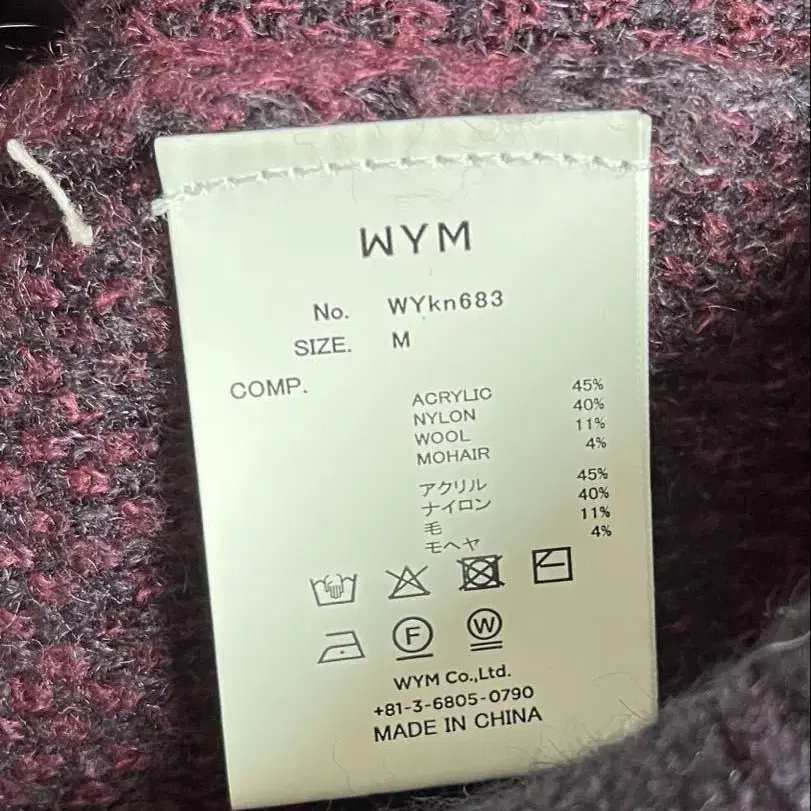 WYM
No. WYkn683
SIZE. M
COMP.
ACRYLIC 45%
NYLON 40%
WOOL 11%
MOHAIR 4%
アクリル 45%
ナイロン 40%
毛 11%
モヘヤ 4%
F W
WYM Co.,Ltd.
+81-3-6805-0790
MADE IN CHINA